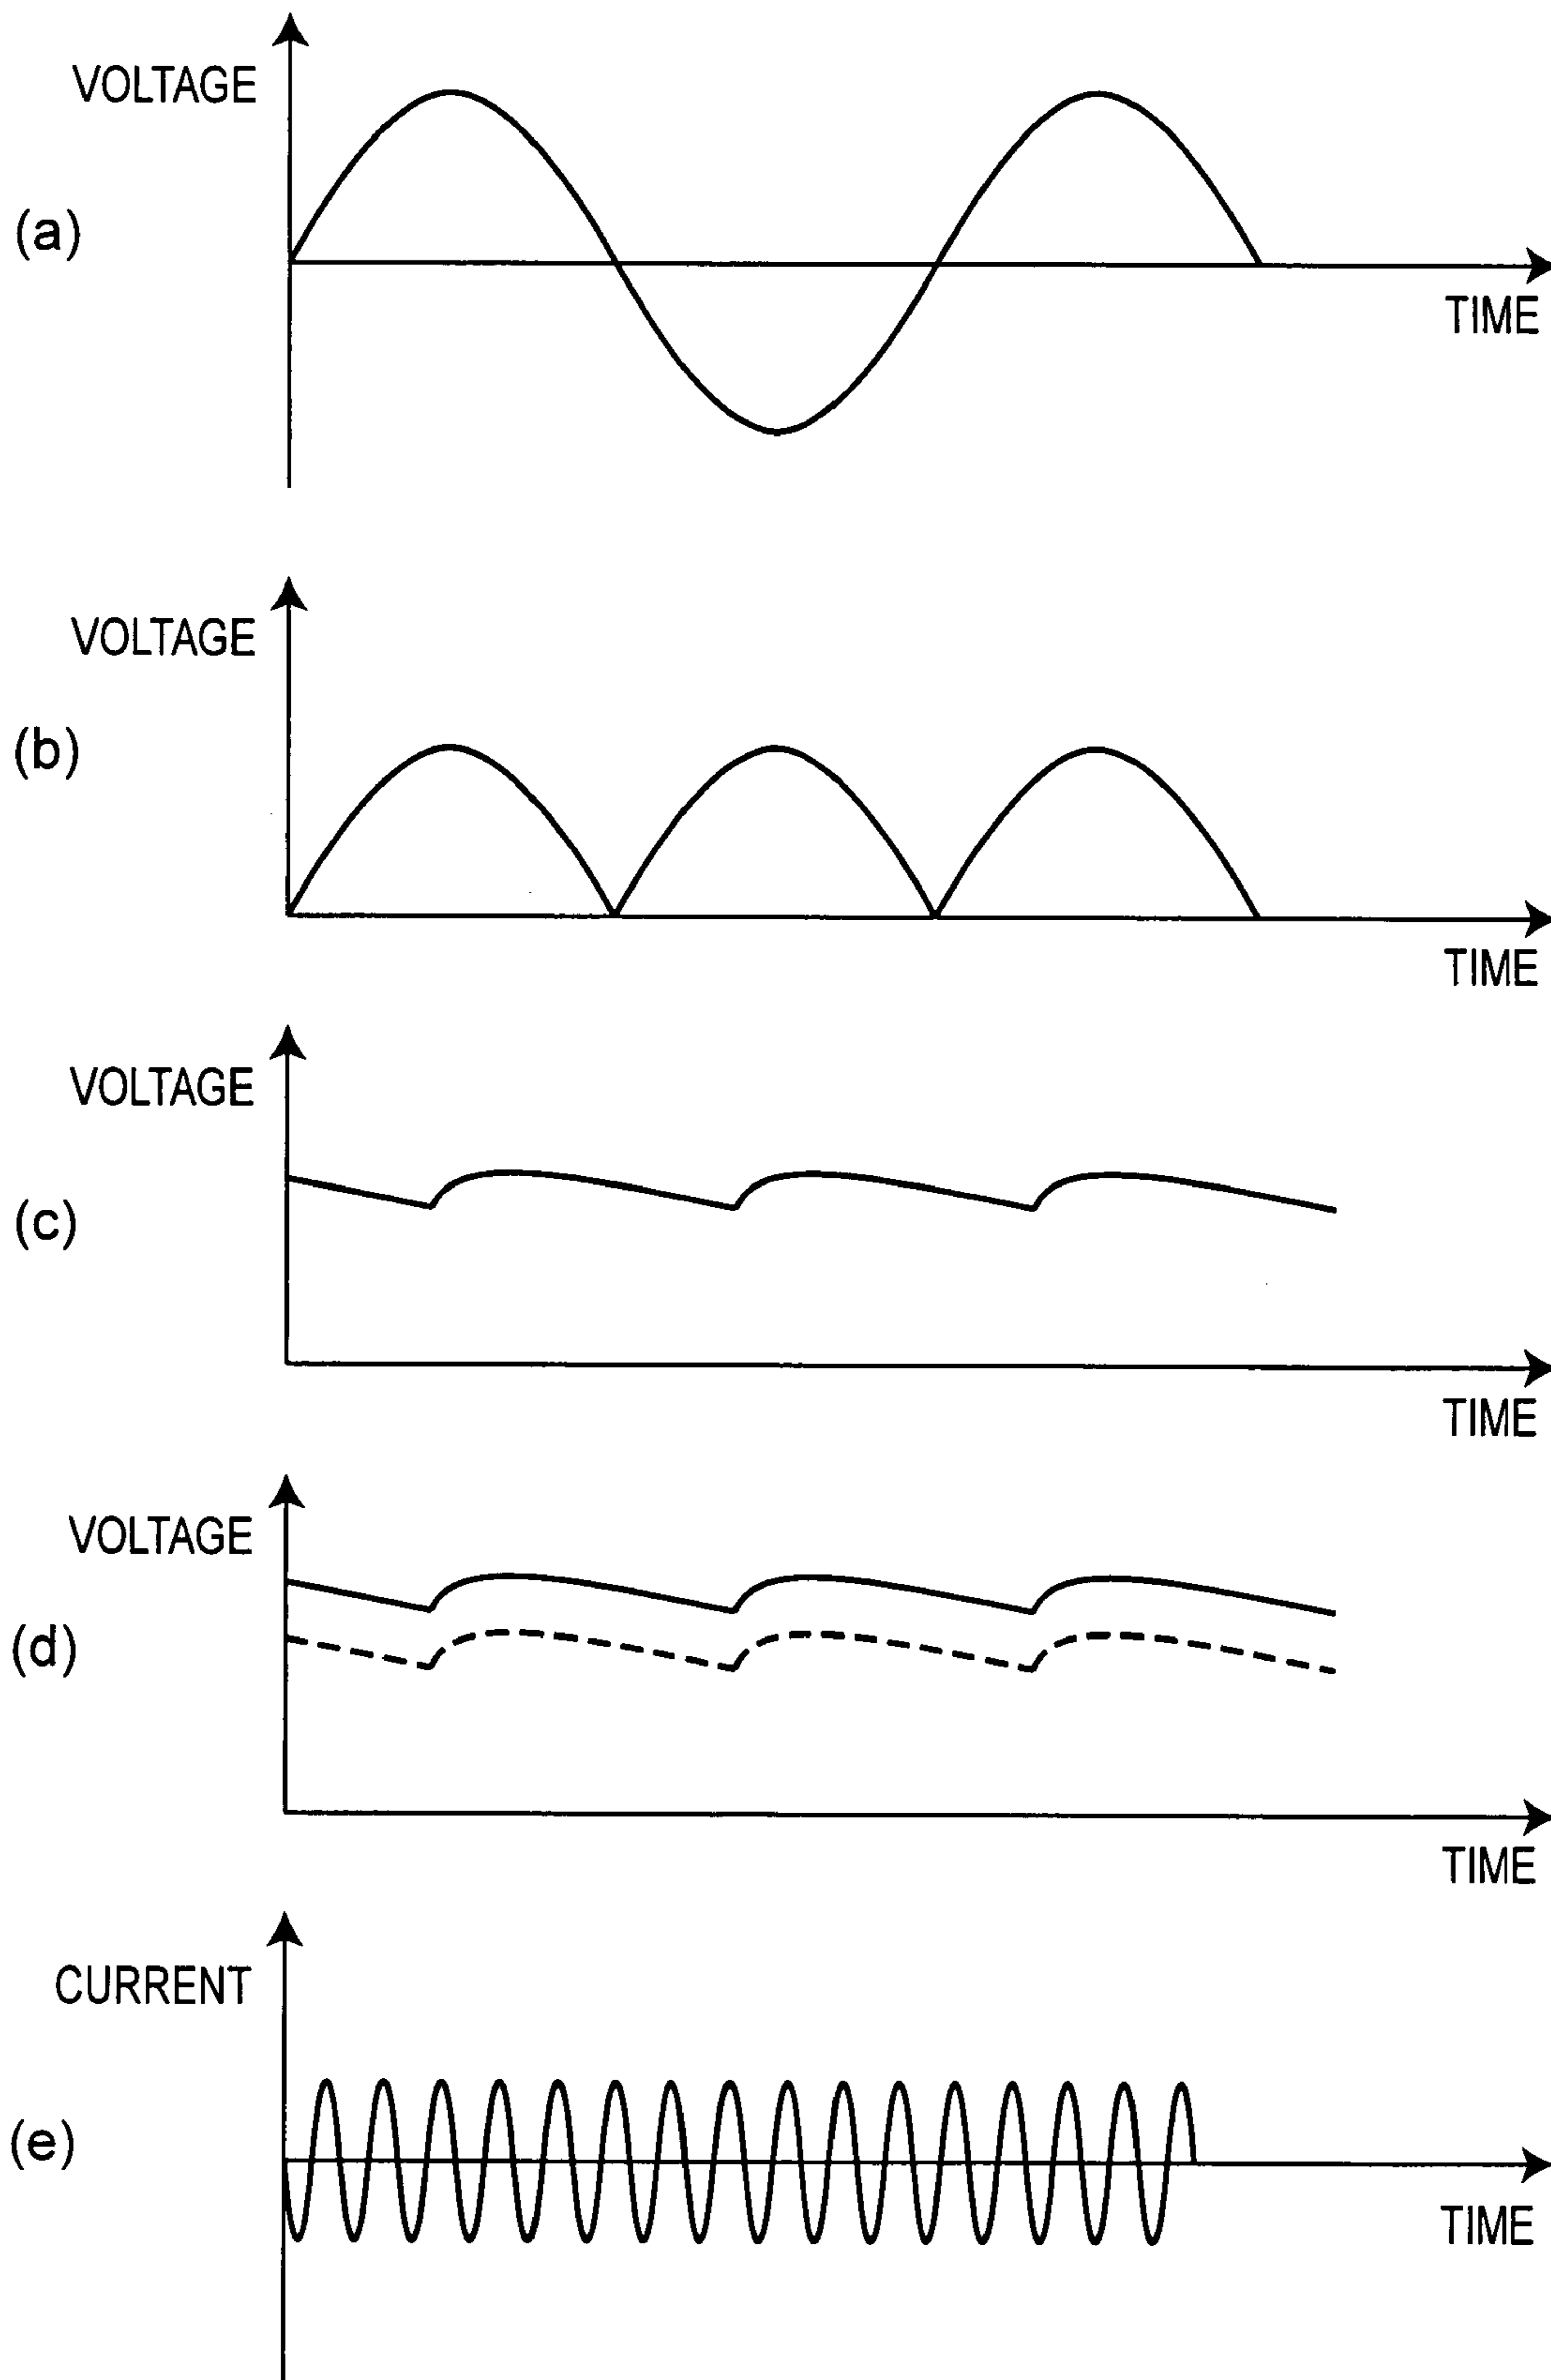 VOLTAGE
(a)
TIME
VOLTAGE
(b)
TIME
VOLTAGE
(c)
TIME
VOLTAGE
(d)
TIME
CURRENT
(e)
TIME